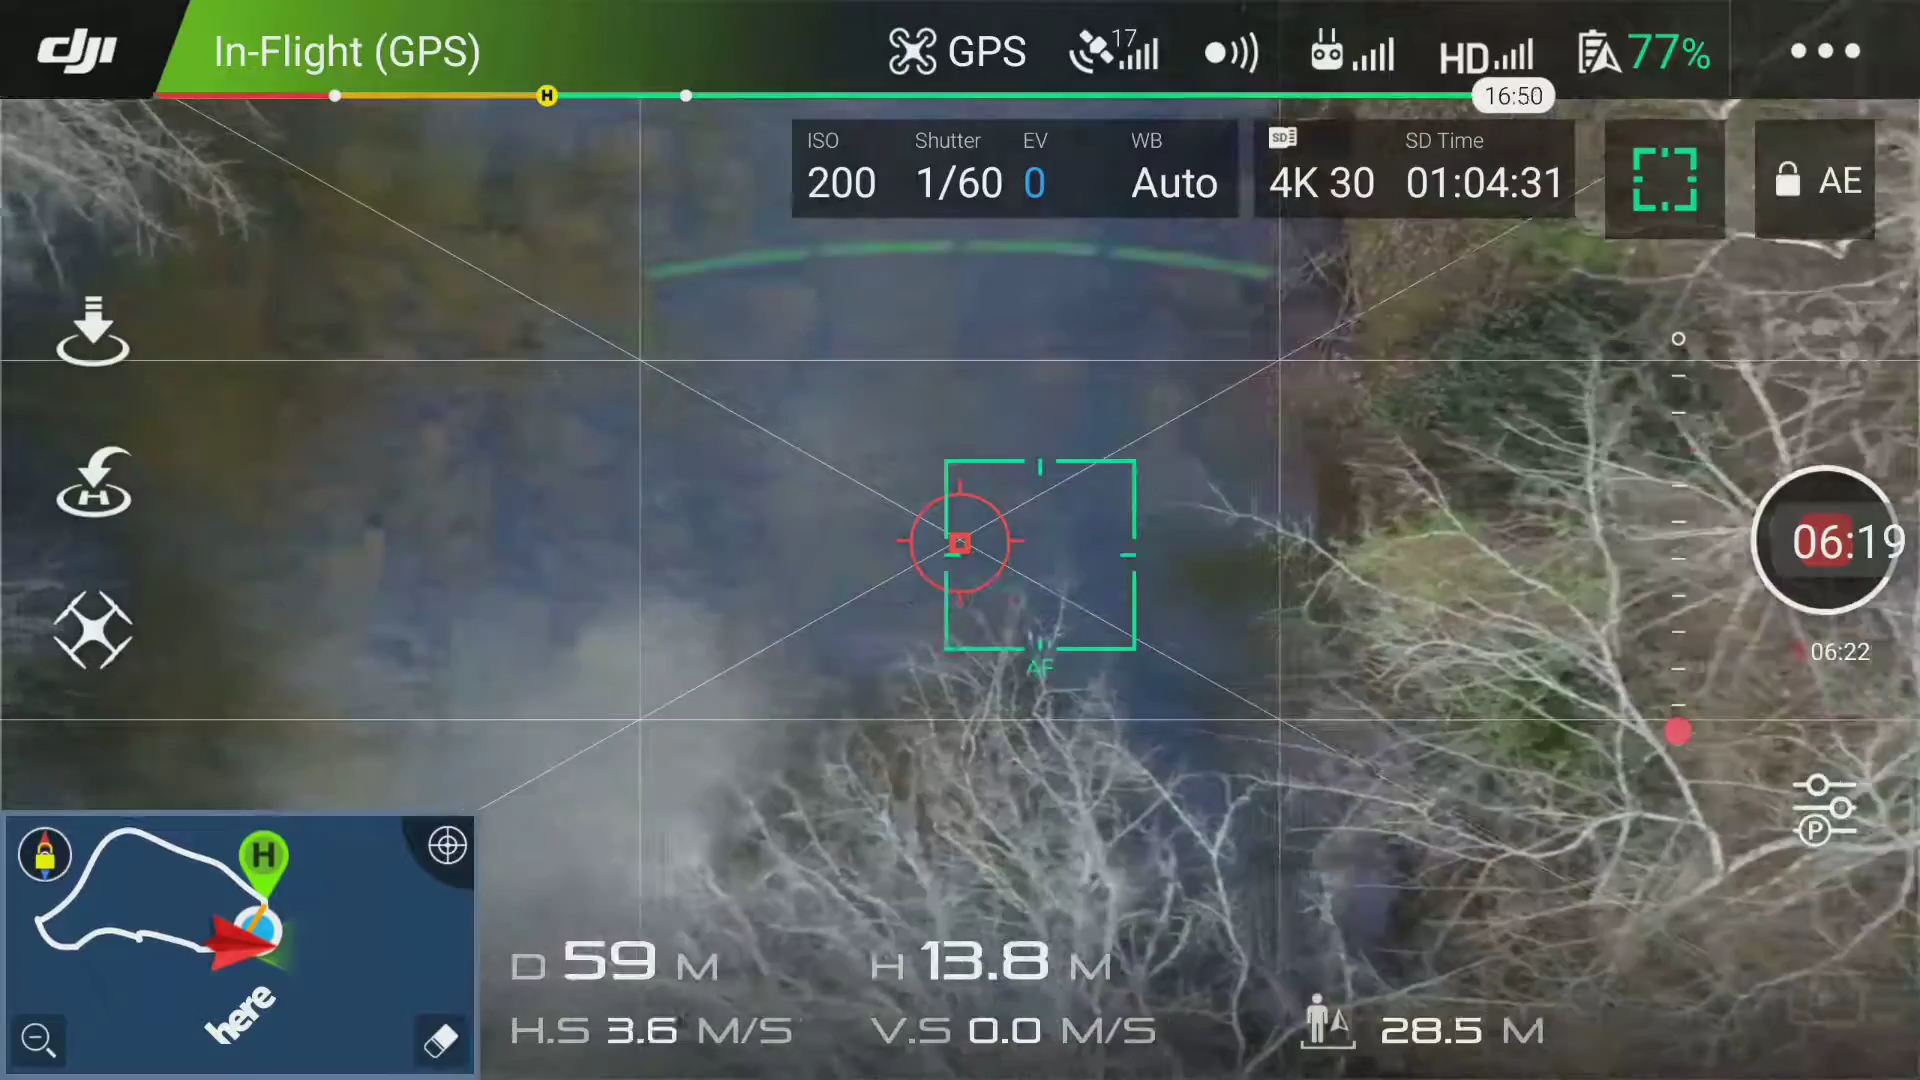 dji
In-Flight (GPS)
GPS
17
HD
77%
16:50
ISO
Shutter
EV
WB
SD
SD Time
200
1/60
0
Auto
4K 30
01:04:31
AE
H
H
AF
06:19
06:22
P
H
here
D 59 M
H 13.8 M
H.S 3.6 M/S
V.S 0.0 M/S
28.5 M